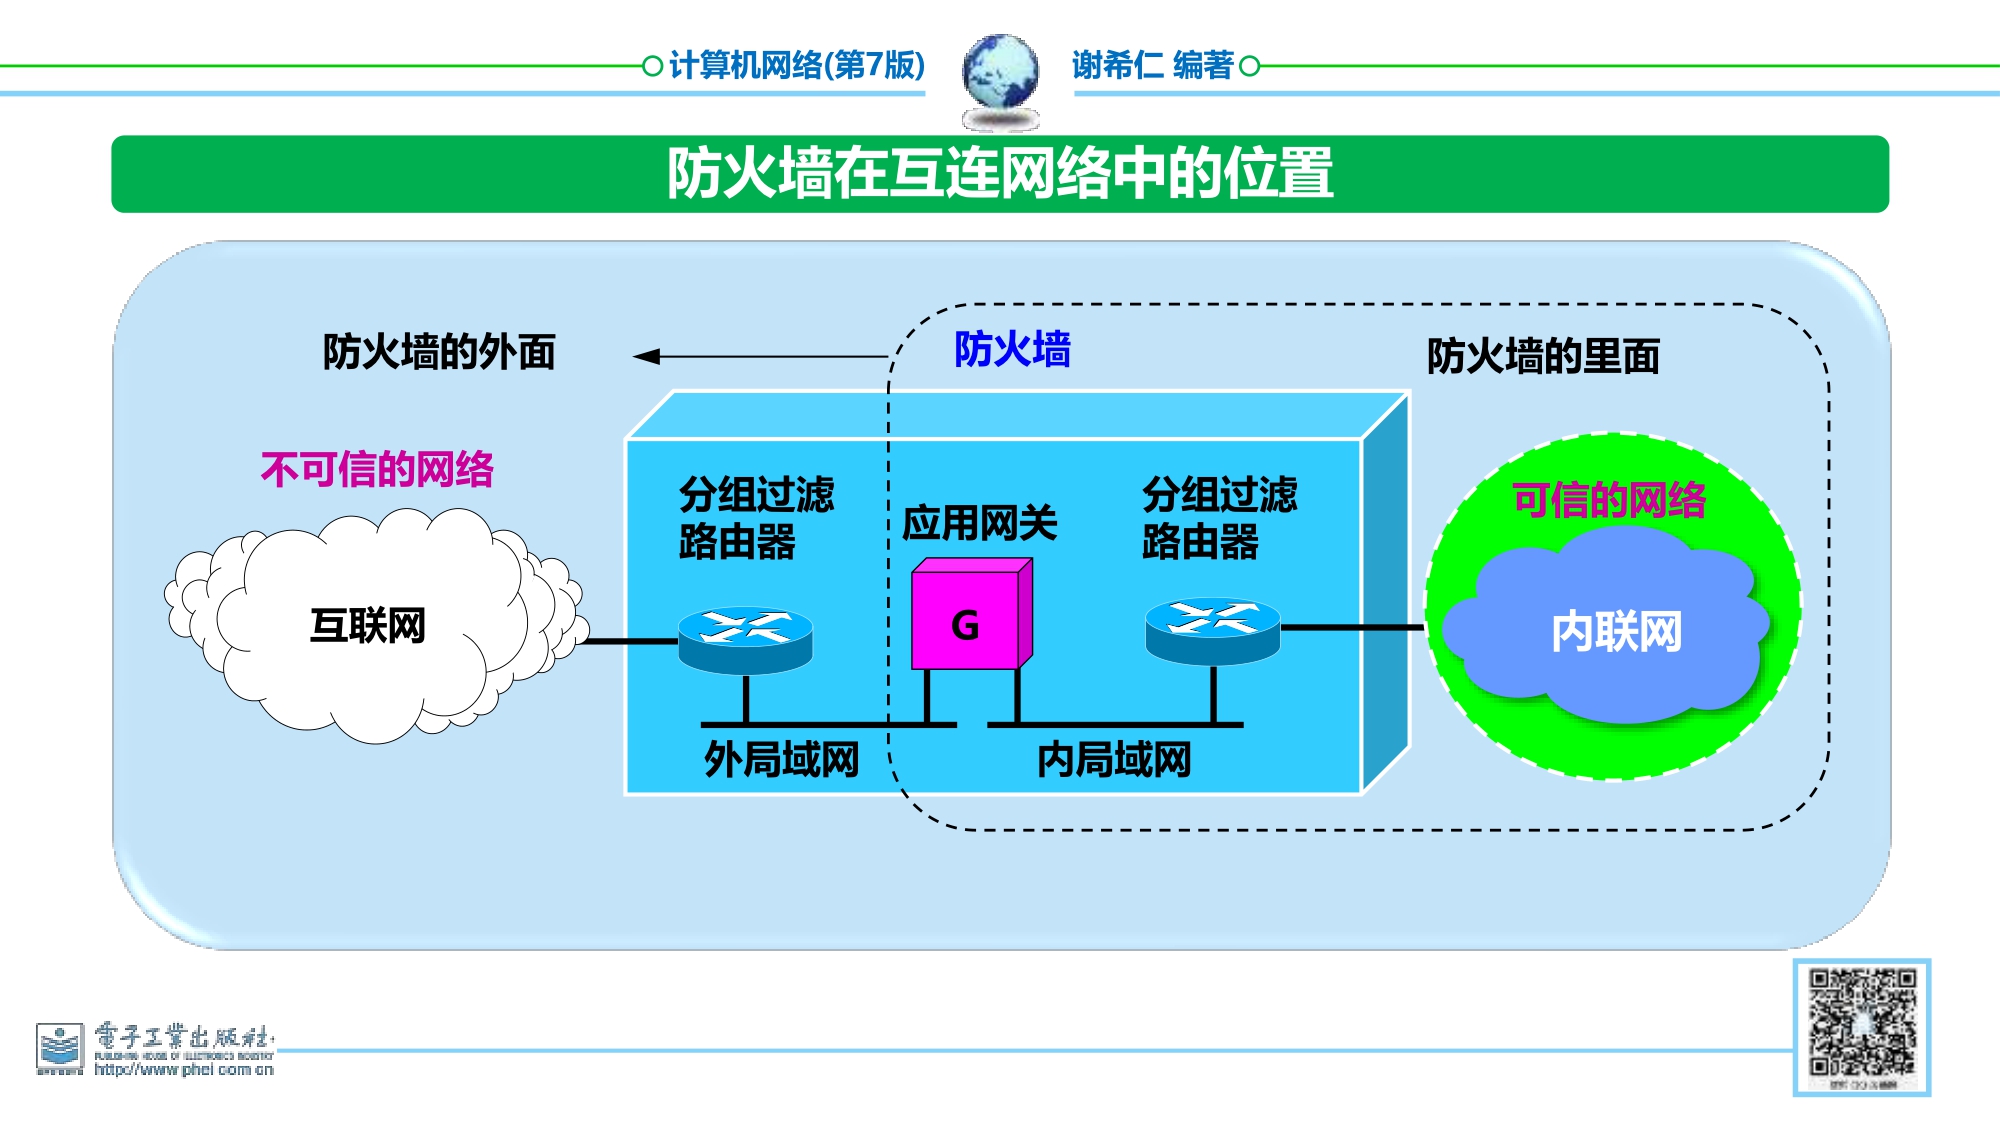 计算机网络(第7版)
谢希仁 编著
防火墙在互连网络中的位置
防火墙的外面
防火墙
防火墙的里面
不可信的网络
可信的网络
分组过滤
路由器
应用网关
分组过滤
路由器
G
互联网
内联网
外局域网
内局域网
電子工業出版社
PUBLISHING HOUSE OF ELECTRONICS INDUSTRY
http://www.phei.com.cn